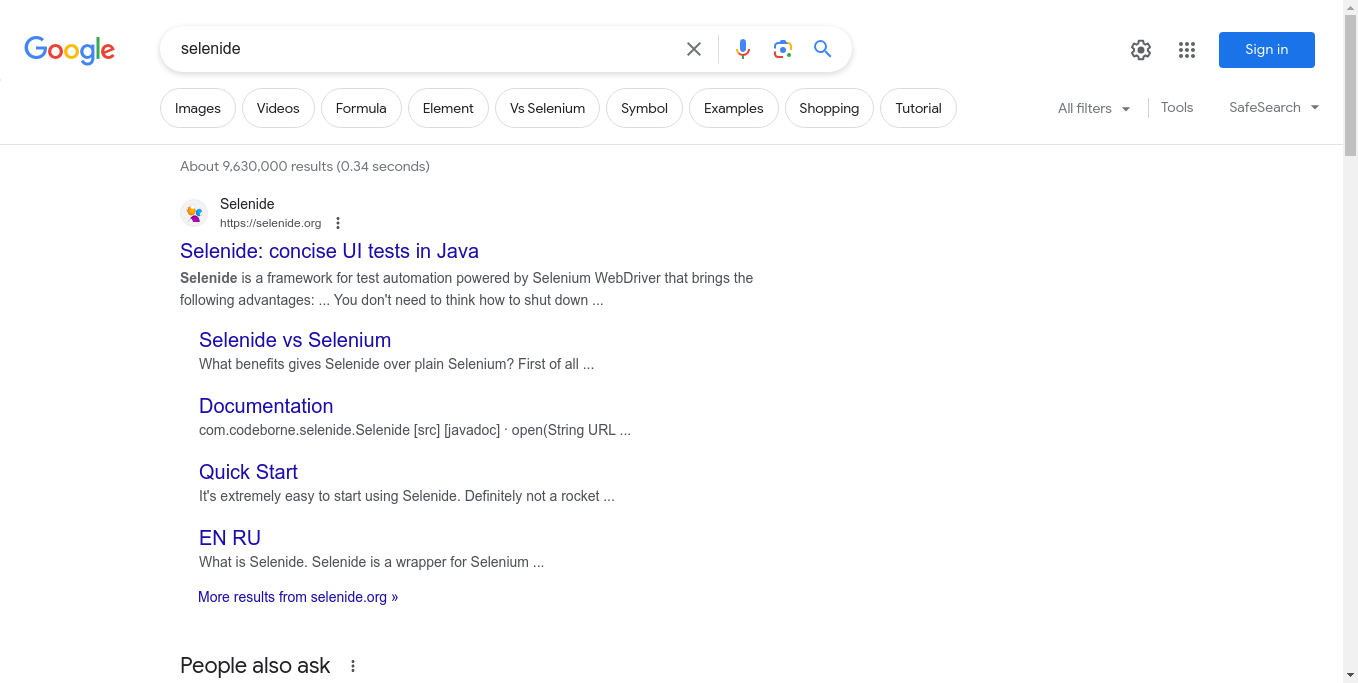 Google
selenide
Sign in
Images
Videos
Formula
Element
Vs Selenium
Symbol
Examples
Shopping
Tutorial
All filters
Tools
SafeSearch
About 9,630,000 results (0.34 seconds)
Selenide
https://selenide.org
Selenide: concise UI tests in Java
Selenide is a framework for test automation powered by Selenium WebDriver that brings the
following advantages: ... You don't need to think how to shut down ...
Selenide vs Selenium
What benefits gives Selenide over plain Selenium? First of all ...
Documentation
com.codeborne.selenide.Selenide [src] [javadoc] · open(String URL ...
Quick Start
It's extremely easy to start using Selenide. Definitely not a rocket ...
EN RU
What is Selenide. Selenide is a wrapper for Selenium ...
More results from selenide.org »
People also ask